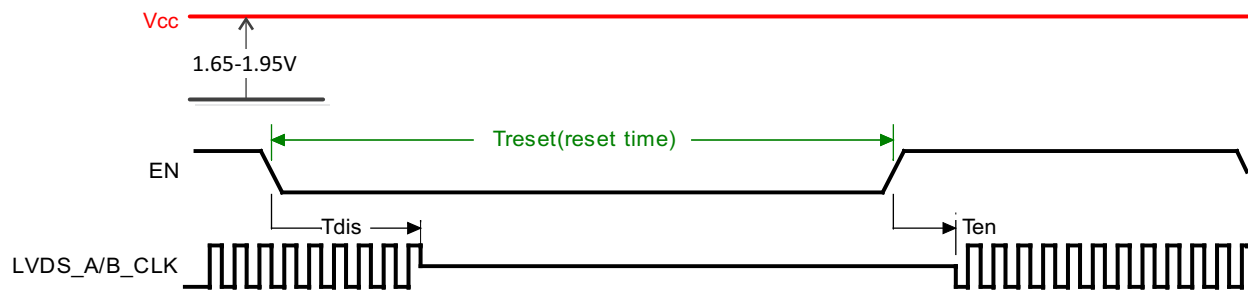 Vcc
1.65-1.95V
Treset(reset time)
EN
Tdis
Ten
LVDS_A/B_CLK